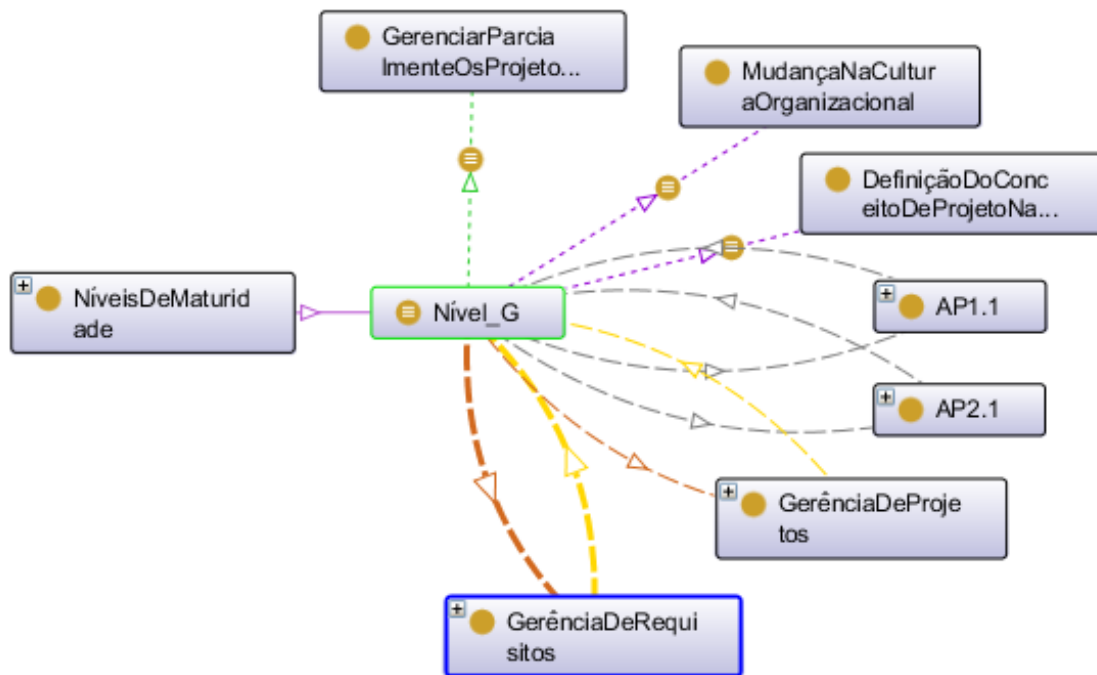 GerenciarParcia
lmenteOsProjeto...
MudançaNaCultur
aOrganizacional
DefiniçãoDoConc
eitoDeProjetoNa...
NíveisDeMaturid
ade
Nível_G
AP1.1
AP2.1
GerênciaDeProje
tos
GerênciaDeRequi
sitos